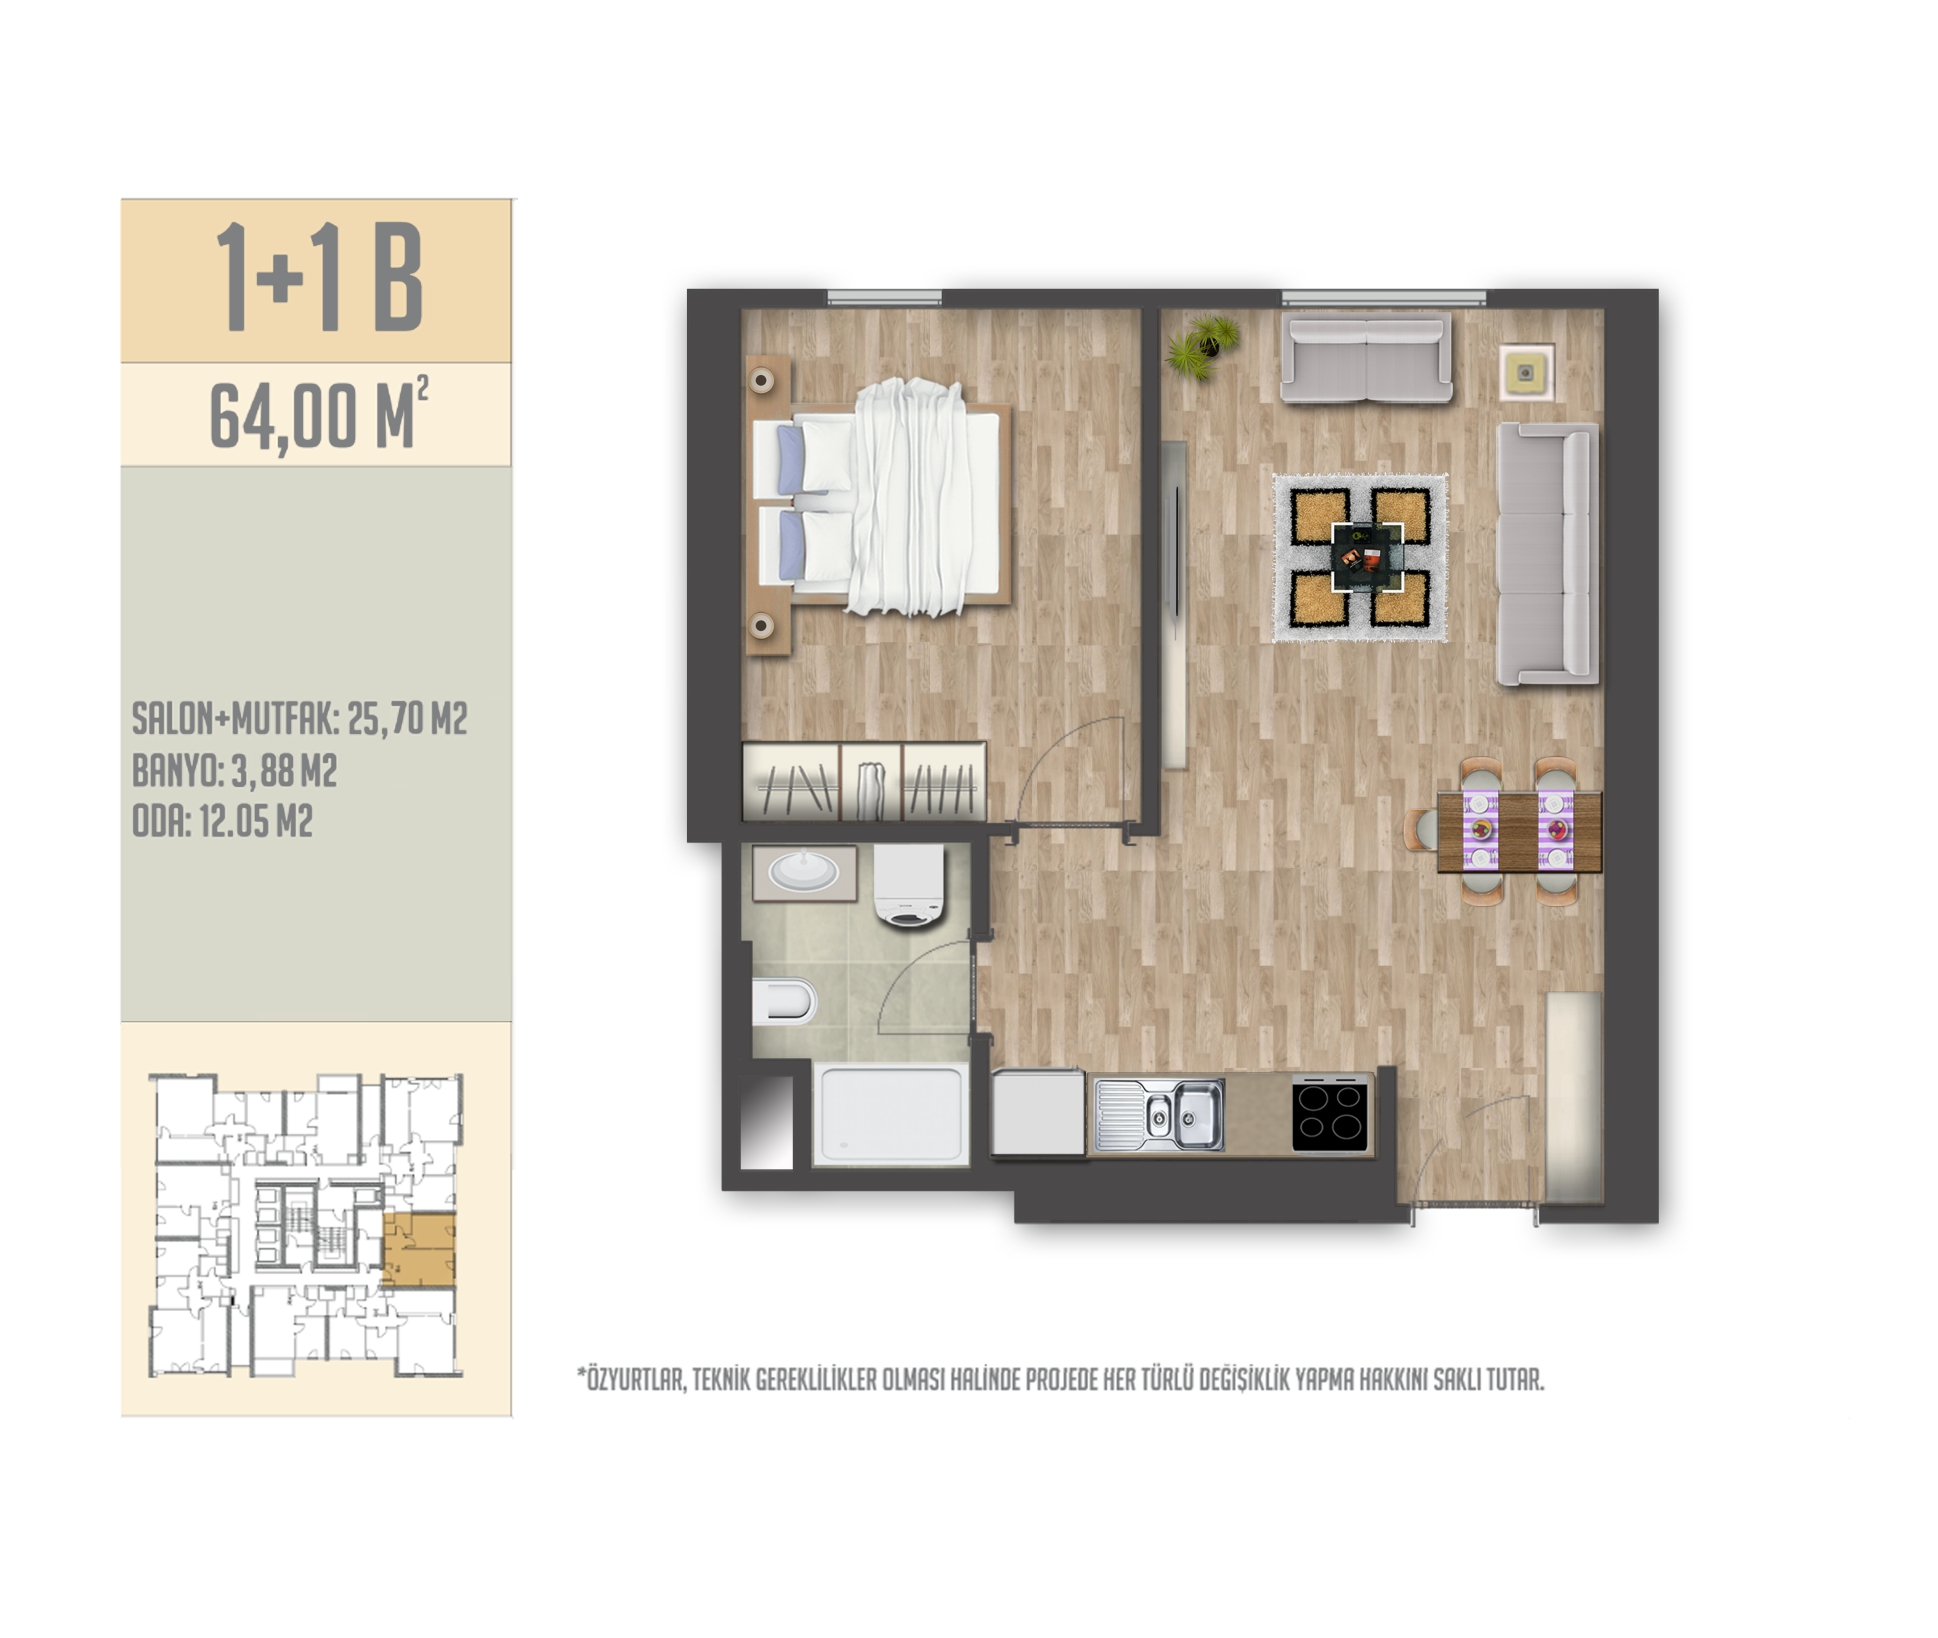 1+1 B
64,00 M²
SALON+MUTFAK: 25,70 M2
BANYO: 3,88 M2
ODA: 12.05 M2
*ÖZYURTLAR, TEKNİK GEREKLİLİKLER OLMASI HALİNDE PROJEDE HER TÜRLÜ DEĞİŞİKLİK YAPMA HAKKINI SAKLI TUTAR.